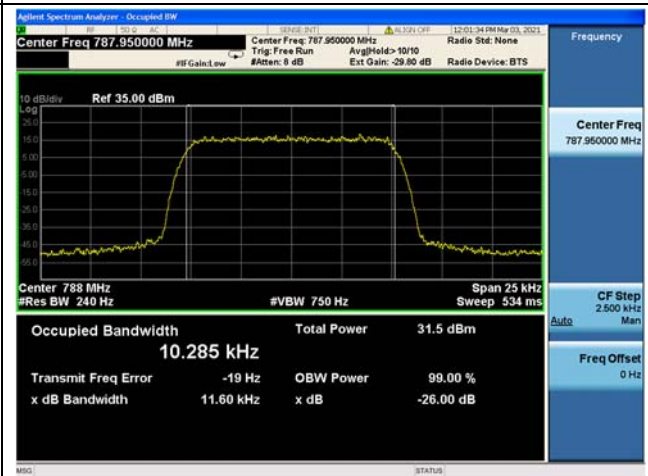 Agilent Spectrum Analyzer - Occupied BW
RF 50 Ω AC SENSE:INT ALIGN OFF 12:01:34 PM Mar 03, 2021
Center Freq 787.950000 MHz
Center Freq: 787.950000 MHz Radio Std: None
Trig: Free Run Avg|Hold:>10/10
#IFGain:Low #Atten: 8 dB Ext Gain: -29.80 dB Radio Device: BTS
Frequency
10 dB/div Ref 35.00 dBm
Log
25.0
15.0
5.00
-5.00
-15.0
-25.0
-35.0
-45.0
-55.0
Center 788 MHz Span 25 kHz
#Res BW 240 Hz #VBW 750 Hz Sweep 534 ms
Occupied Bandwidth Total Power 31.5 dBm
10.285 kHz
Transmit Freq Error -19 Hz OBW Power 99.00 %
x dB Bandwidth 11.60 kHz x dB -26.00 dB
Center Freq
787.950000 MHz
CF Step
2.500 kHz
Auto Man
Freq Offset
0 Hz
MSG STATUS